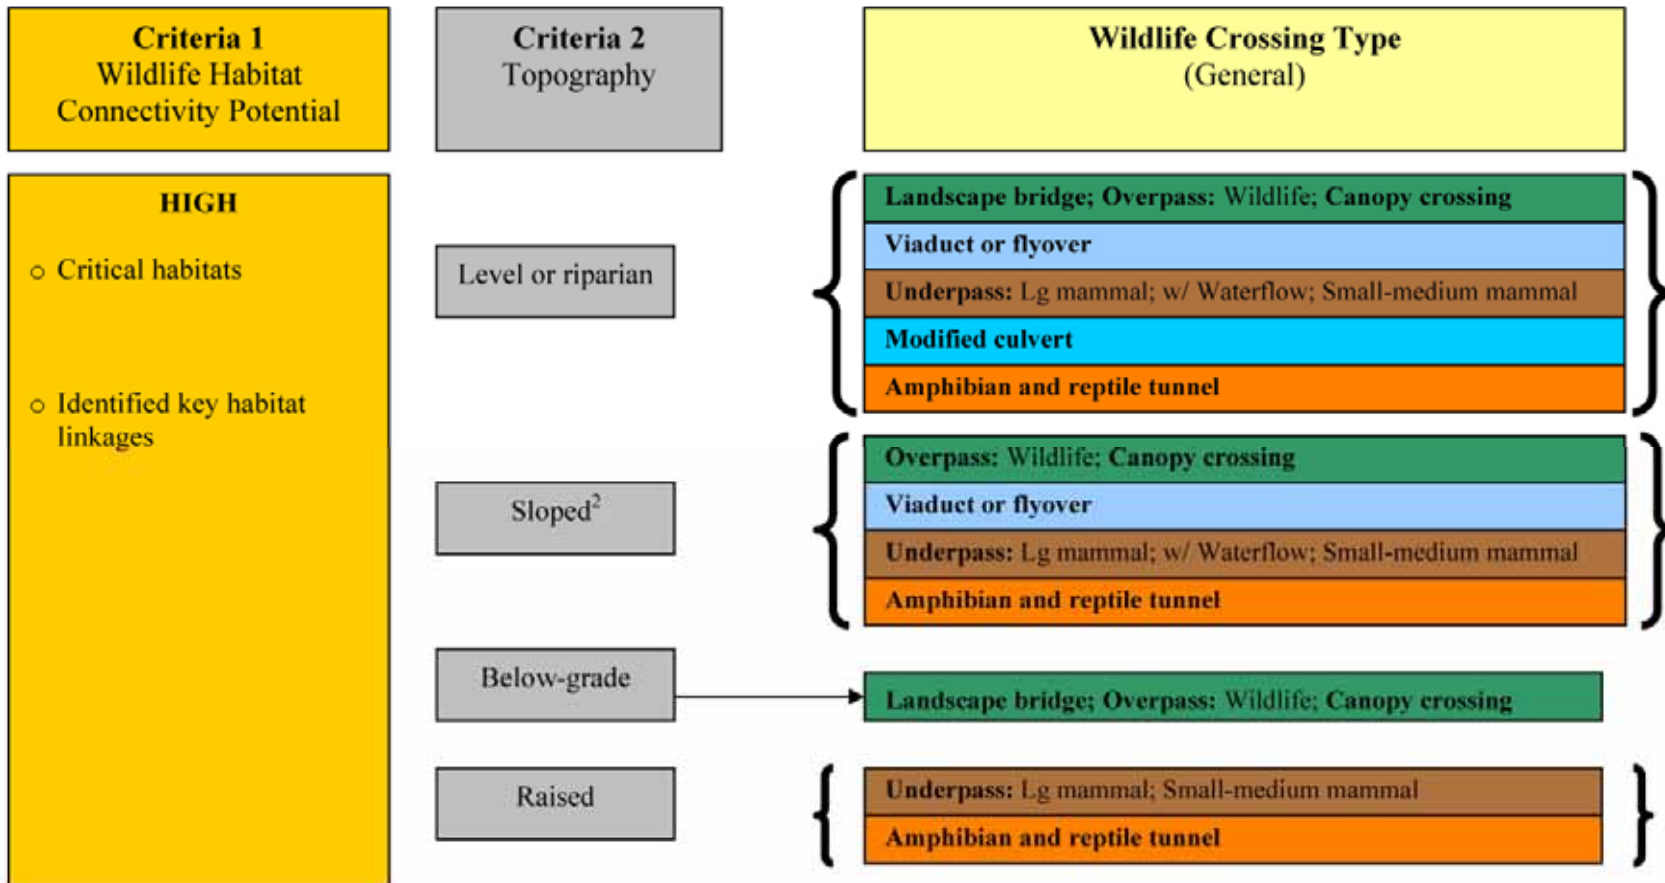 Criteria 1
Wildlife Habitat
Connectivity Potential
Criteria 2
Topography
Wildlife Crossing Type
(General)
HIGH
o Critical habitats
o Identified key habitat
linkages
Level or riparian
Landscape bridge; Overpass: Wildlife; Canopy crossing
Viaduct or flyover
Underpass: Lg mammal; w/ Waterflow; Small-medium mammal
Modified culvert
Amphibian and reptile tunnel
Sloped²
Overpass: Wildlife; Canopy crossing
Viaduct or flyover
Underpass: Lg mammal; w/ Waterflow; Small-medium mammal
Amphibian and reptile tunnel
Below-grade
Landscape bridge; Overpass: Wildlife; Canopy crossing
Raised
Underpass: Lg mammal; Small-medium mammal
Amphibian and reptile tunnel